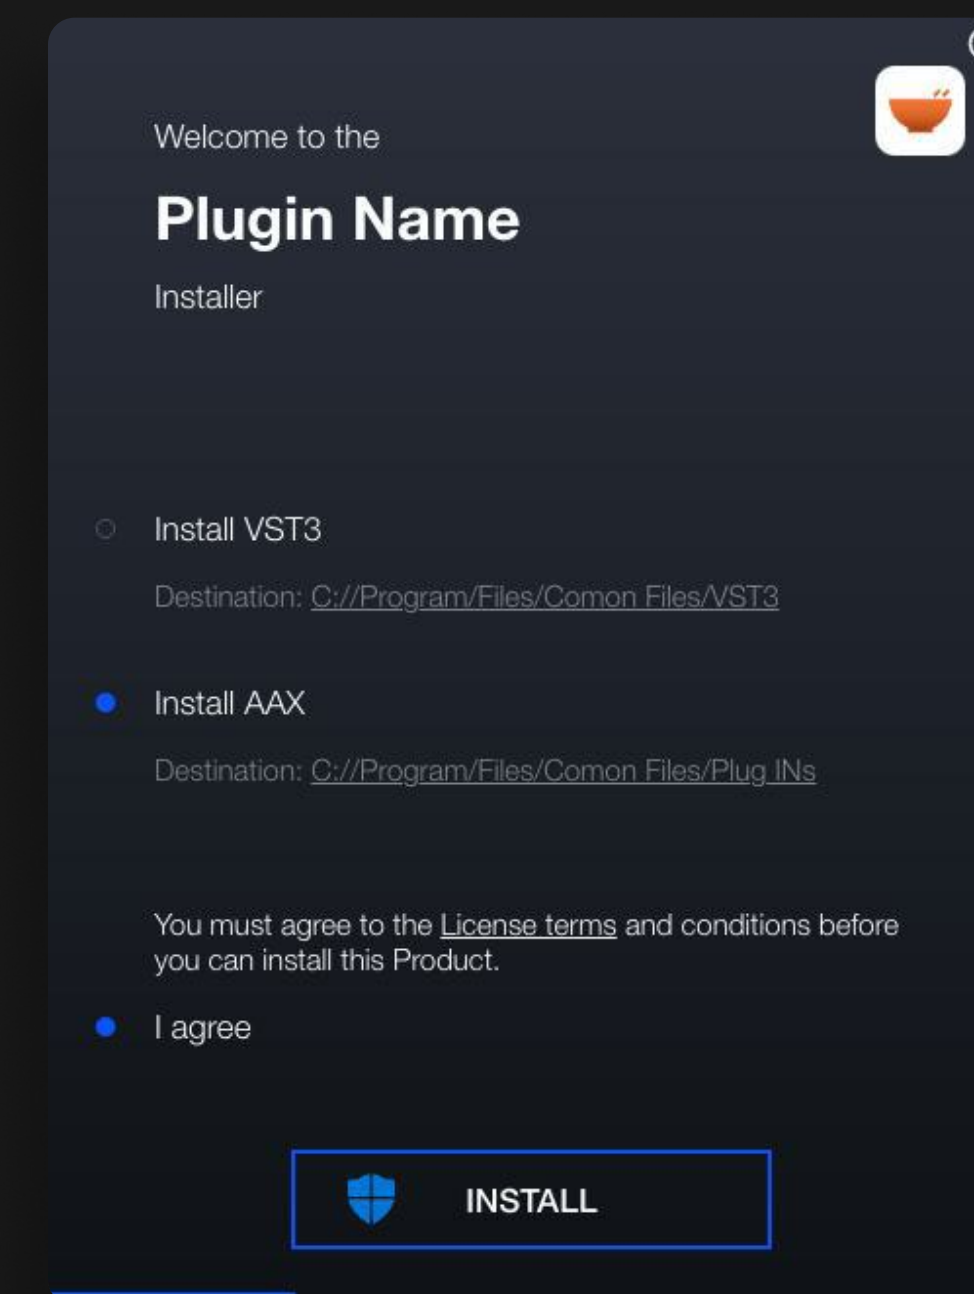 Welcome to the
Plugin Name
Installer
Install VST3
Destination: C://Program/Files/Comon Files/VST3
Install AAX
Destination: C://Program/Files/Comon Files/Plug INs
You must agree to the License terms and conditions before
you can install this Product.
I agree
INSTALL